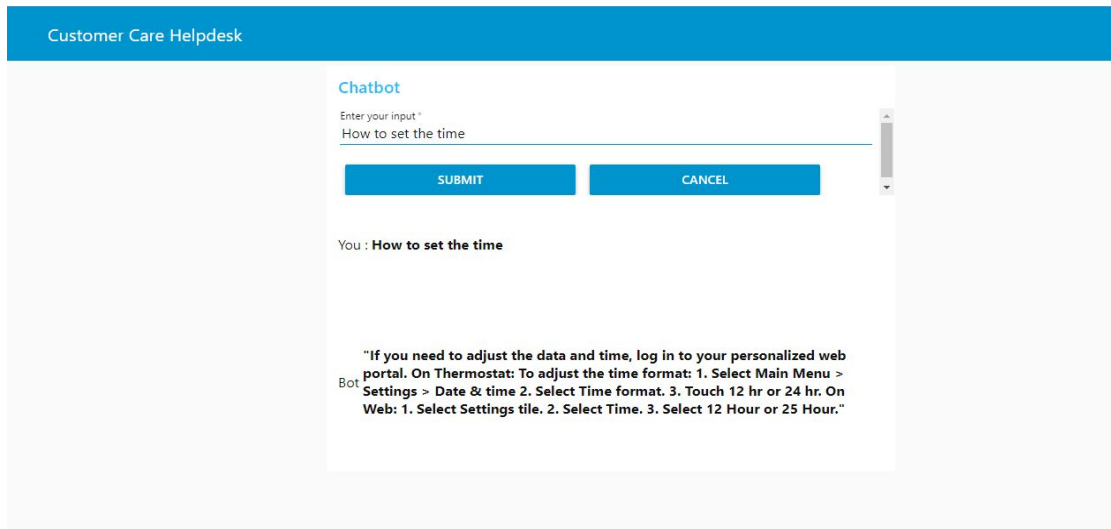 Customer Care Helpdesk
Chatbot
Enter your input *
How to set the time
SUBMIT CANCEL
You : How to set the time
"If you need to adjust the data and time, log in to your personalized web
portal. On Thermostat: To adjust the time format: 1. Select Main Menu >
Bot Settings > Date & time 2. Select Time format. 3. Touch 12 hr or 24 hr. On
Web: 1. Select Settings tile. 2. Select Time. 3. Select 12 Hour or 25 Hour."